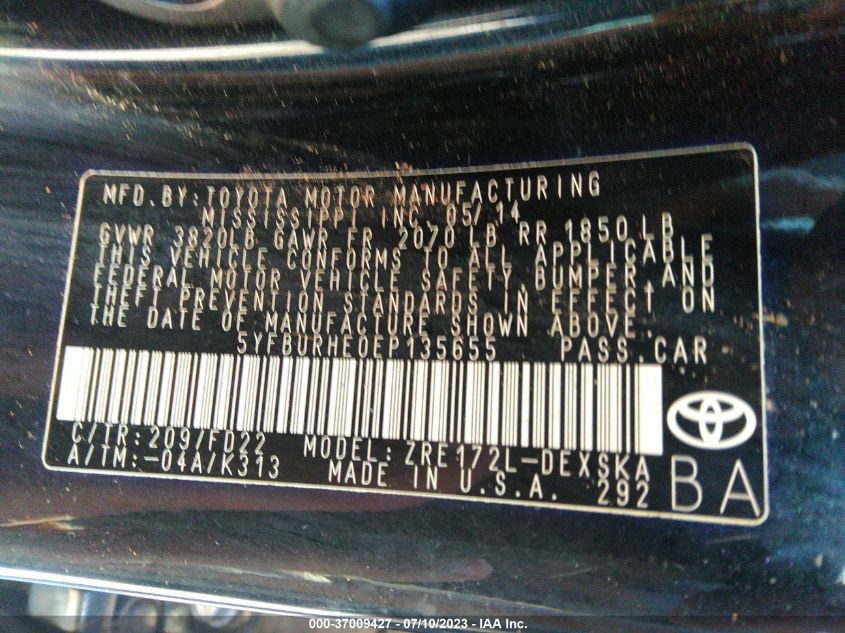 MFD.BY:TOYOTA MOTOR MANUFACTURING
MISSISSIPPI INC. 05/14
GVWR 3820LB GAWR FR 2070 LB RR 1850 LB
THIS VEHICLE CONFORMS TO ALL APPLICABLE
FEDERAL MOTOR VEHICLE SAFETY,BUMPER,AND
THEFT PREVENTION STANDARDS IN EFFECT ON
THE DATE OF MANUFACTURE SHOWN ABOVE.
5YFBURHE0EP135655 PASS.CAR
C/TR:209/FD22 MODEL:ZRE172L-DEXSKA
A/TM:-04A/K313 MADE IN U.S.A. 292
BA
000-37009427 - 07/10/2023 - IAA Inc.